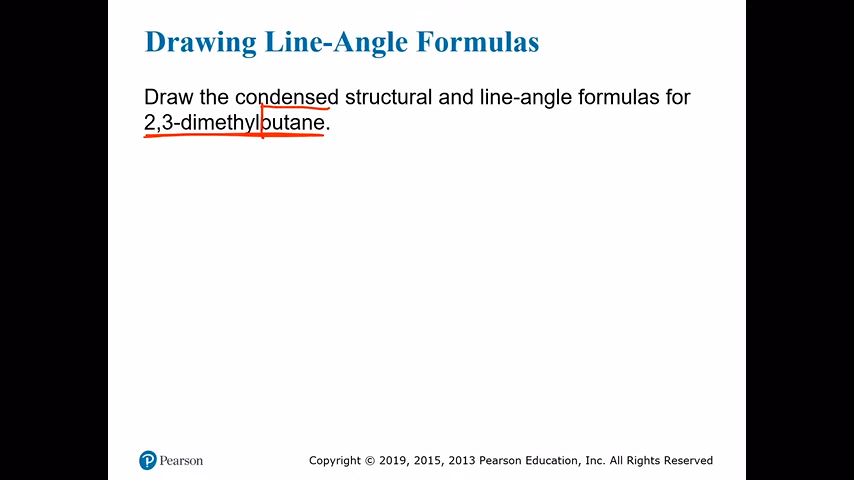 Drawing Line-Angle Formulas
Draw the condensed structural and line-angle formulas for
2,3-dimethylbutane.
Pearson
Copyright © 2019, 2015, 2013 Pearson Education, Inc. All Rights Reserved